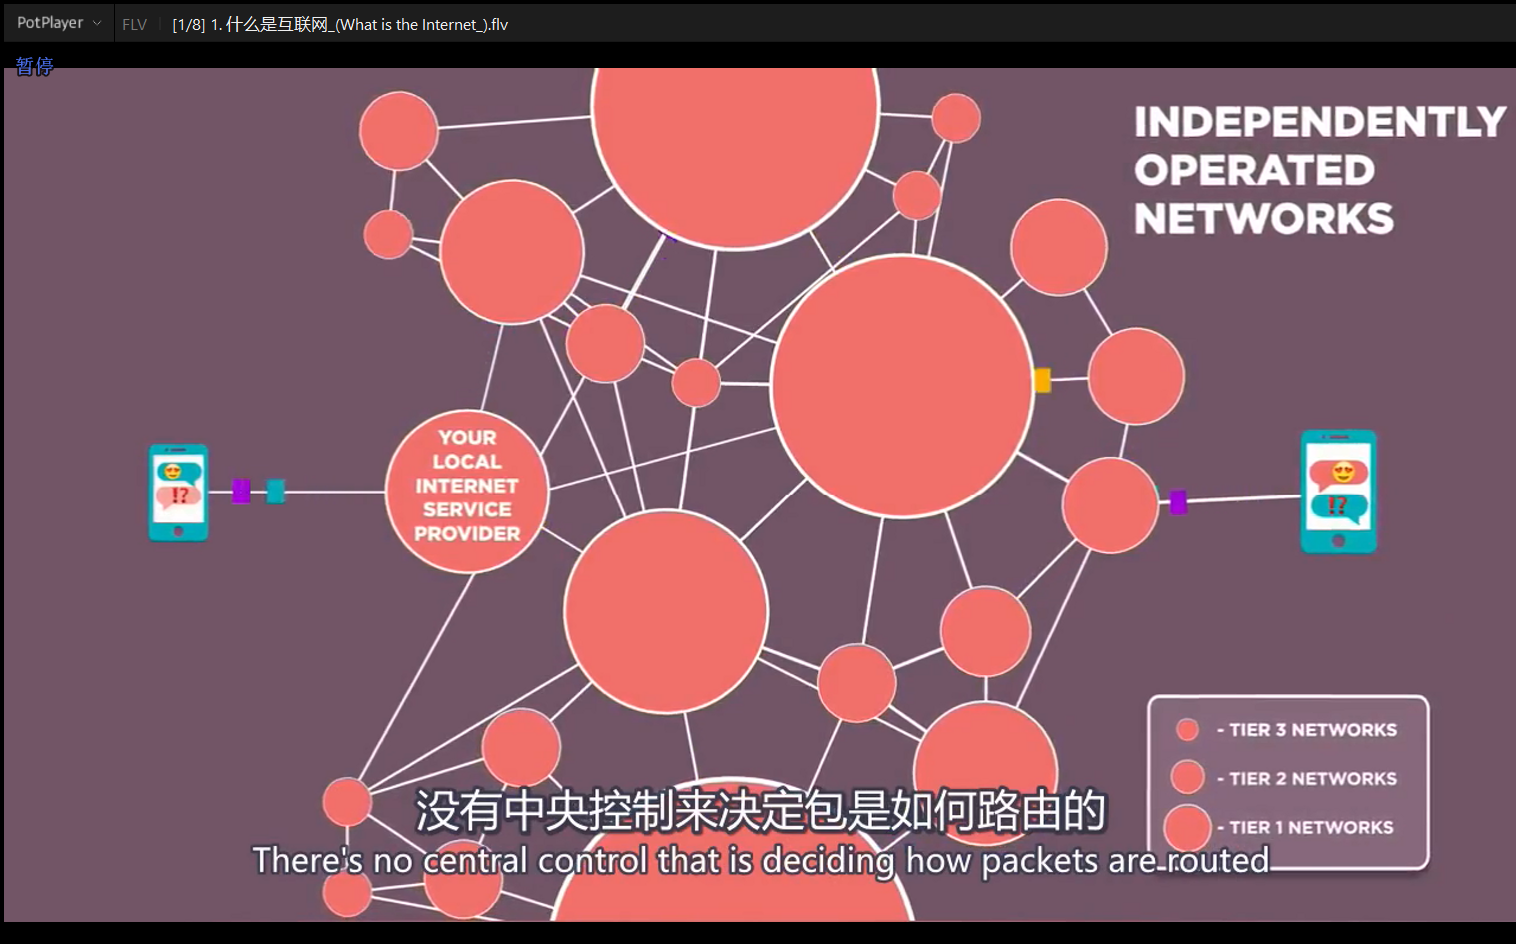 PotPlayer
FLV
[1/8] 1. 什么是互联网_(What is the Internet_).flv
暂停
INDEPENDENTLY
OPERATED
NETWORKS
YOUR
LOCAL
INTERNET
SERVICE
PROVIDER
!?
!?
- TIER 3 NETWORKS
- TIER 2 NETWORKS
- TIER 1 NETWORKS
没有中央控制来决定包是如何路由的
There's no central control that is deciding how packets are routed